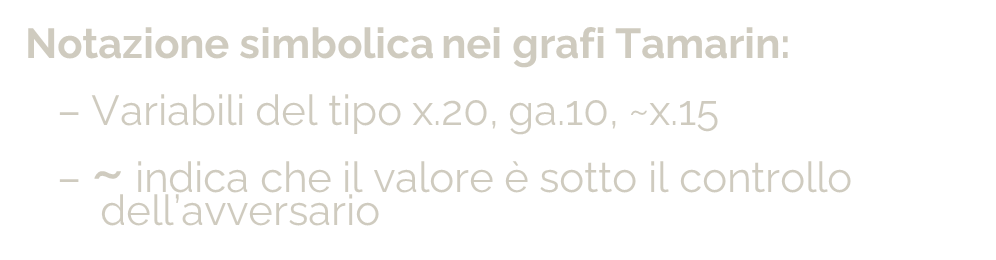 Notazione simbolica nei grafi Tamarin:
– Variabili del tipo x.20, ga.10, ~x.15
– ~ indica che il valore è sotto il controllo
dell’avversario